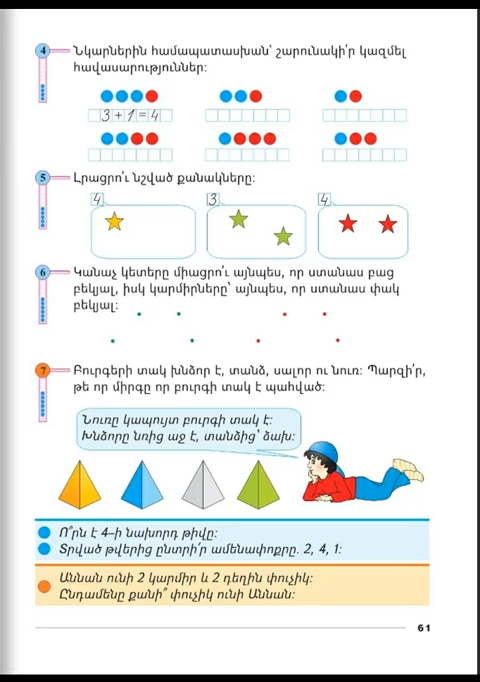 4 Նկարներին համապատասխան՝ շարունակի՛ր կազմել
հավասարություններ։
3 + 1 = 4
5 Լրացրո՛ւ նշված քանակները։
4 3 4
6 Կանաչ կետերը միացրո՛ւ այնպես, որ ստանաս բաց
բեկյալ, իսկ կարմիրները՝ այնպես, որ ստանաս փակ
բեկյալ։
7 Բուրգերի տակ խնձոր է, տանձ, սալոր ու նուռ։ Պարզի՛ր,
թե որ միրգը որ բուրգի տակ է պահված։
Նուռը կապույտ բուրգի տակ է։
Խնձորը նռից աջ է, տանձից՝ ձախ։
Ո՞րն է 4–ի նախորդ թիվը։
Տրված թվերից ընտրի՛ր ամենափոքրը. 2, 4, 1։
Աննան ունի 2 կարմիր և 2 դեղին փուչիկ։
Ընդամենը քանի՞ փուչիկ ունի Աննան։
61